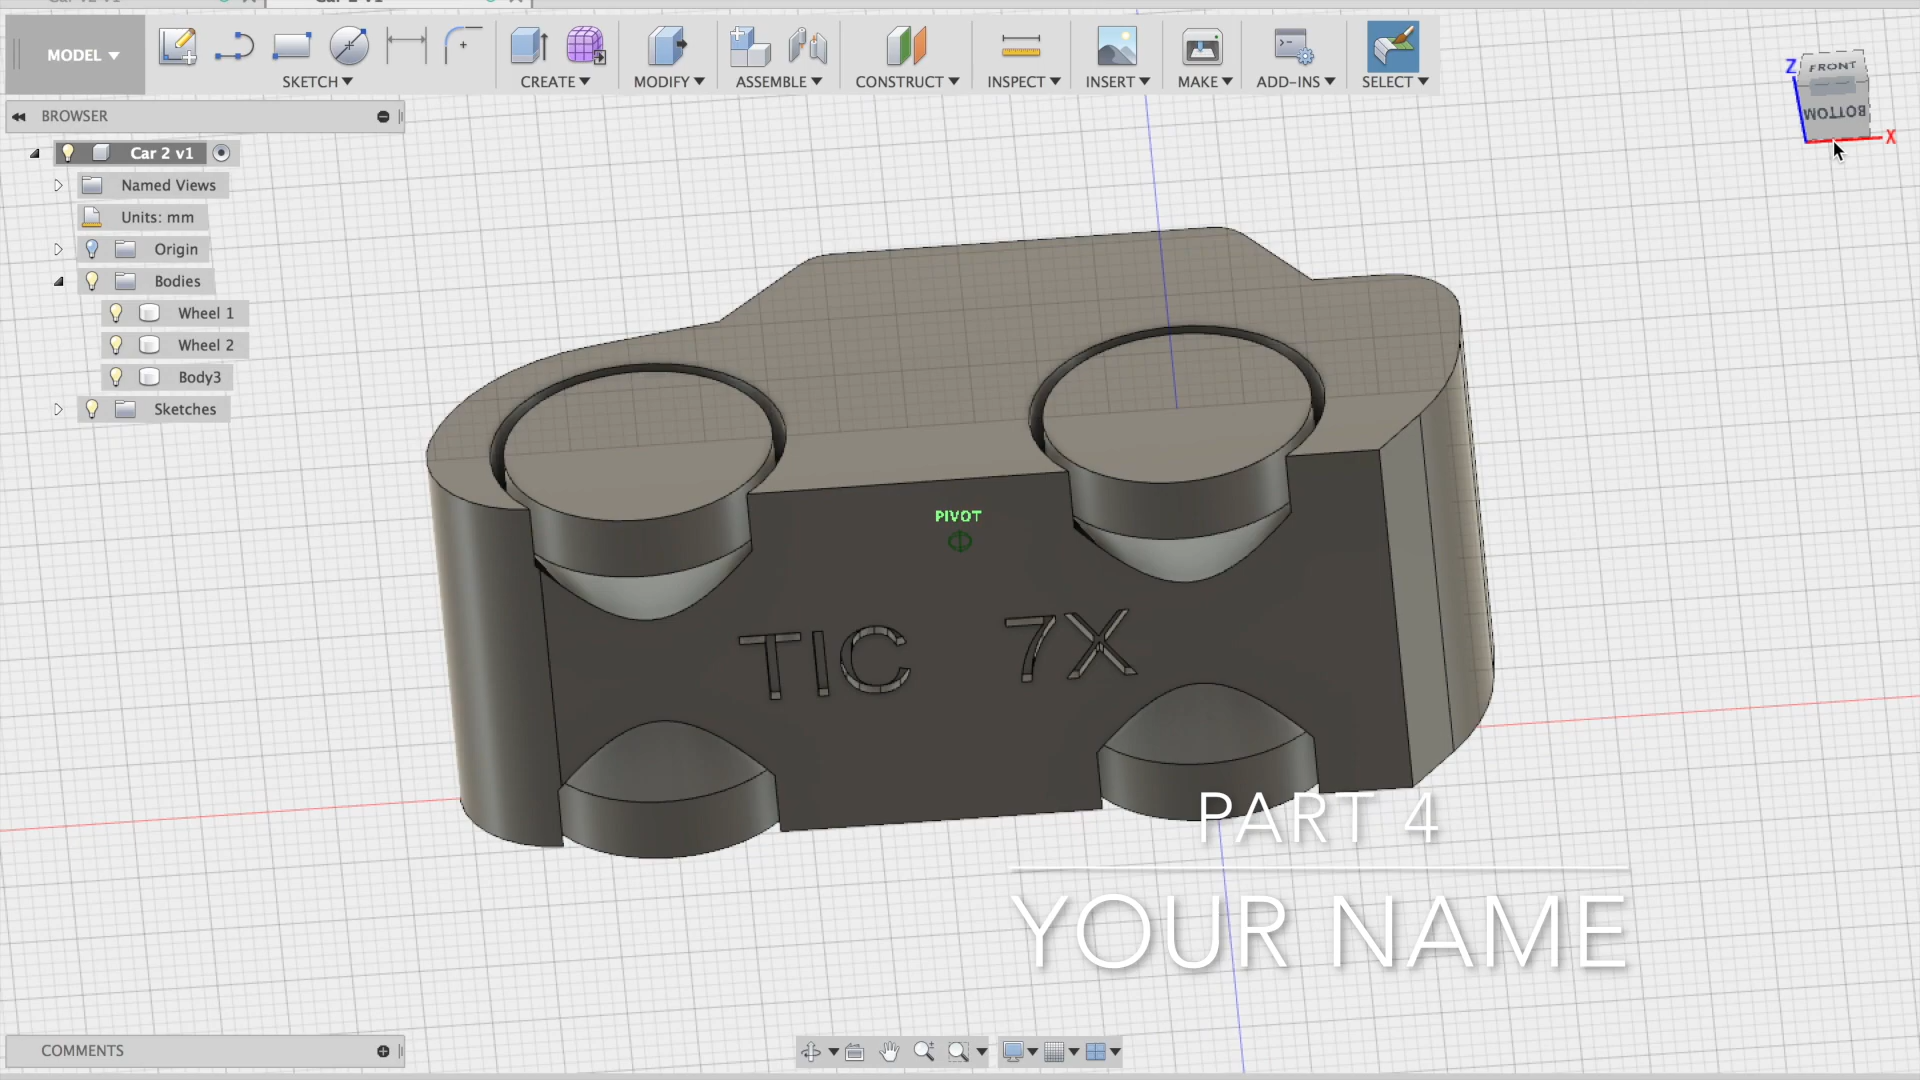 MODEL
SKETCH
CREATE
MODIFY
ASSEMBLE
CONSTRUCT
INSPECT
INSERT
MAKE
ADD-INS
SELECT
Z
FRONT
BOTTOM
X
BROWSER
Car 2 v1
Named Views
Units: mm
Origin
Bodies
Wheel 1
Wheel 2
Body3
Sketches
PIVOT
TIC 7X
PART 4
YOUR NAME
COMMENTS